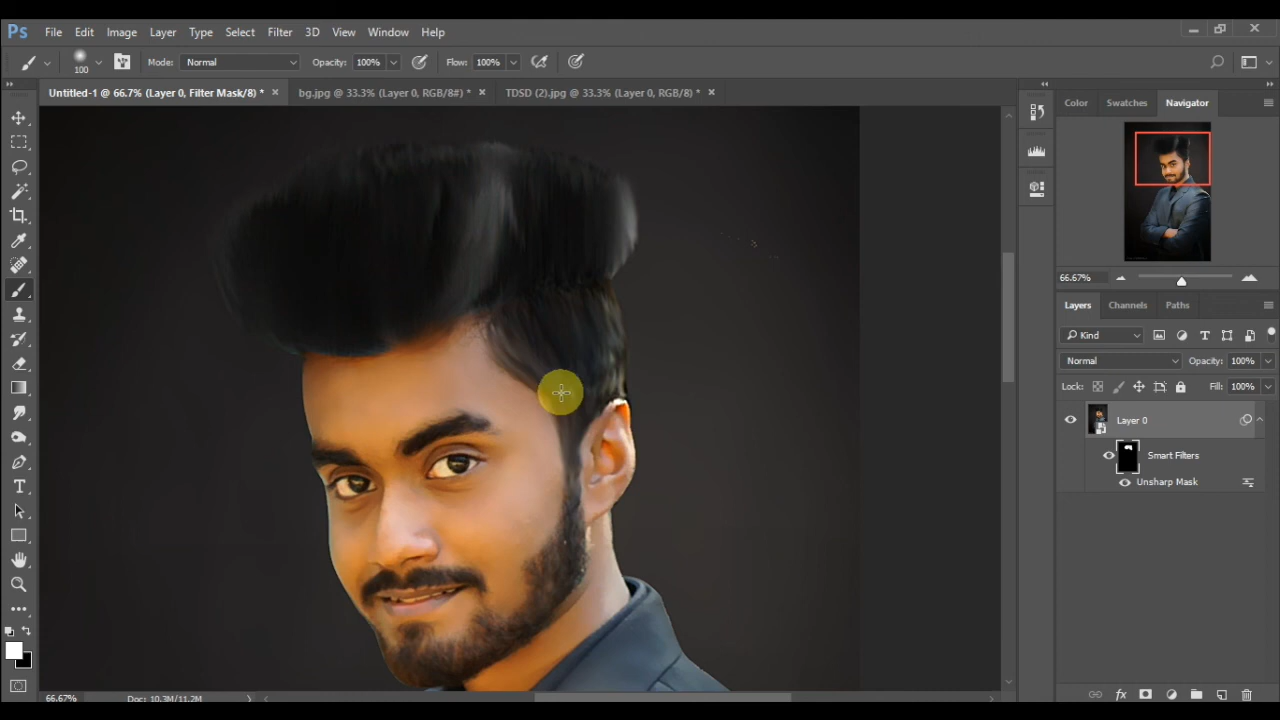 Ps File Edit Image Layer Type Select Filter 3D View Window Help
100 Mode: Normal Opacity: 100% Flow: 100%
Untitled-1 @ 66.7% (Layer 0, Filter Mask/8) * × bg.jpg @ 33.3% (Layer 0, RGB/8#) * × TDSD (2).jpg @ 33.3% (Layer 0, RGB/8) * ×
Color Swatches Navigator
66.67%
Layers Channels Paths
Kind
Normal Opacity: 100%
Lock: Fill: 100%
Layer 0
Smart Filters
Unsharp Mask
66.67% Doc: 10.3M/11.2M